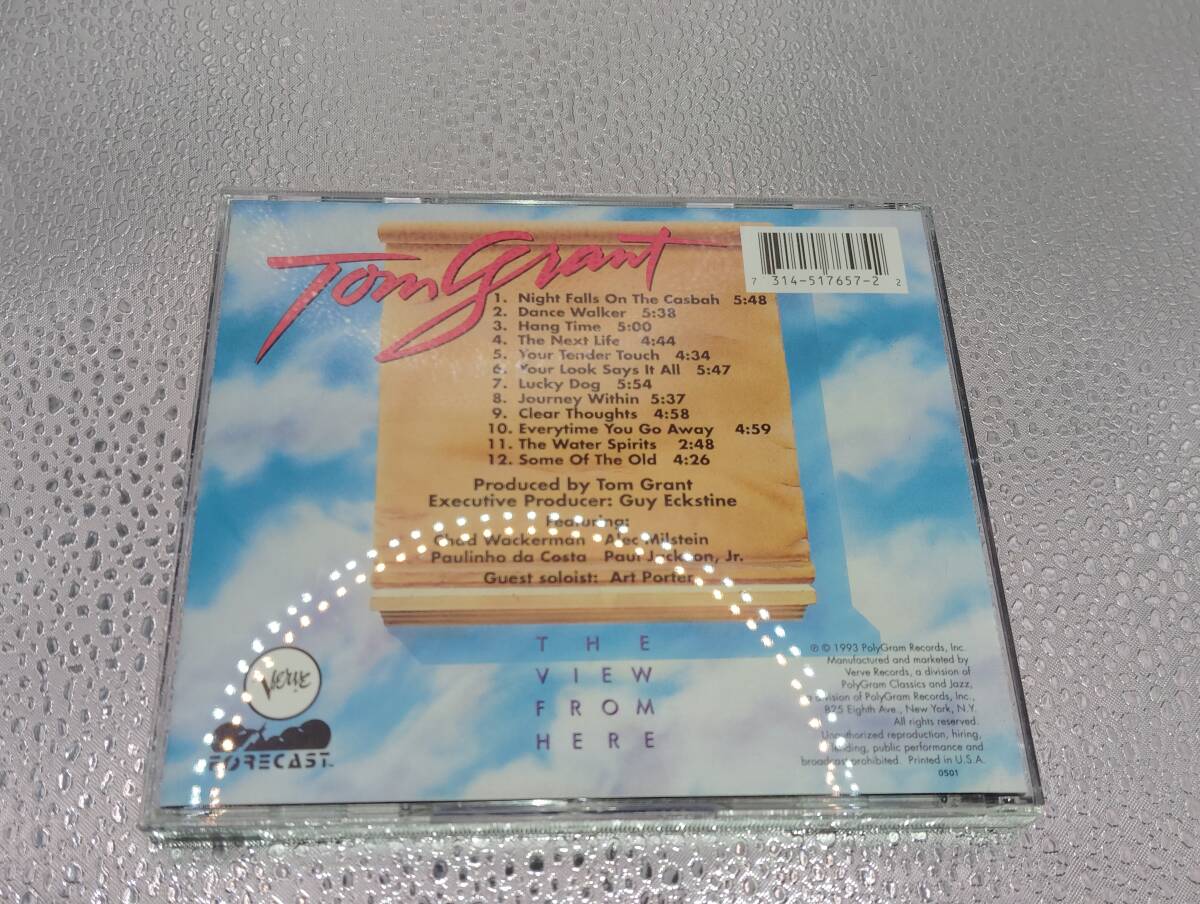 Tom Grant
7 314-517657-2 2
1. Night Falls On The Casbah 5:48
2. Dance Walker 5:38
3. Hang Time 5:00
4. The Next Life 4:44
5. Your Tender Touch 4:34
6. Your Look Says It All 5:47
7. Lucky Dog 5:54
8. Journey Within 5:37
9. Clear Thoughts 4:58
10. Everytime You Go Away 4:59
11. The Water Spirits 2:48
12. Some Of The Old 4:26
Produced by Tom Grant
Executive Producer: Guy Eckstine
Featuring:
Chad Wackerman Alec Milstein
Paulinho da Costa Paul Jackson, Jr.
Guest soloist: Art Porter
THE
VIEW
FROM
HERE
Verve
FORECAST™
℗ © 1993 PolyGram Records, Inc.
Manufactured and marketed by
Verve Records, a division of
PolyGram Classics and Jazz,
a division of PolyGram Records, Inc.,
825 Eighth Ave., New York, N.Y.
All rights reserved.
Unauthorized reproduction, hiring,
lending, public performance and
broadcast prohibited. Printed in U.S.A.
0501